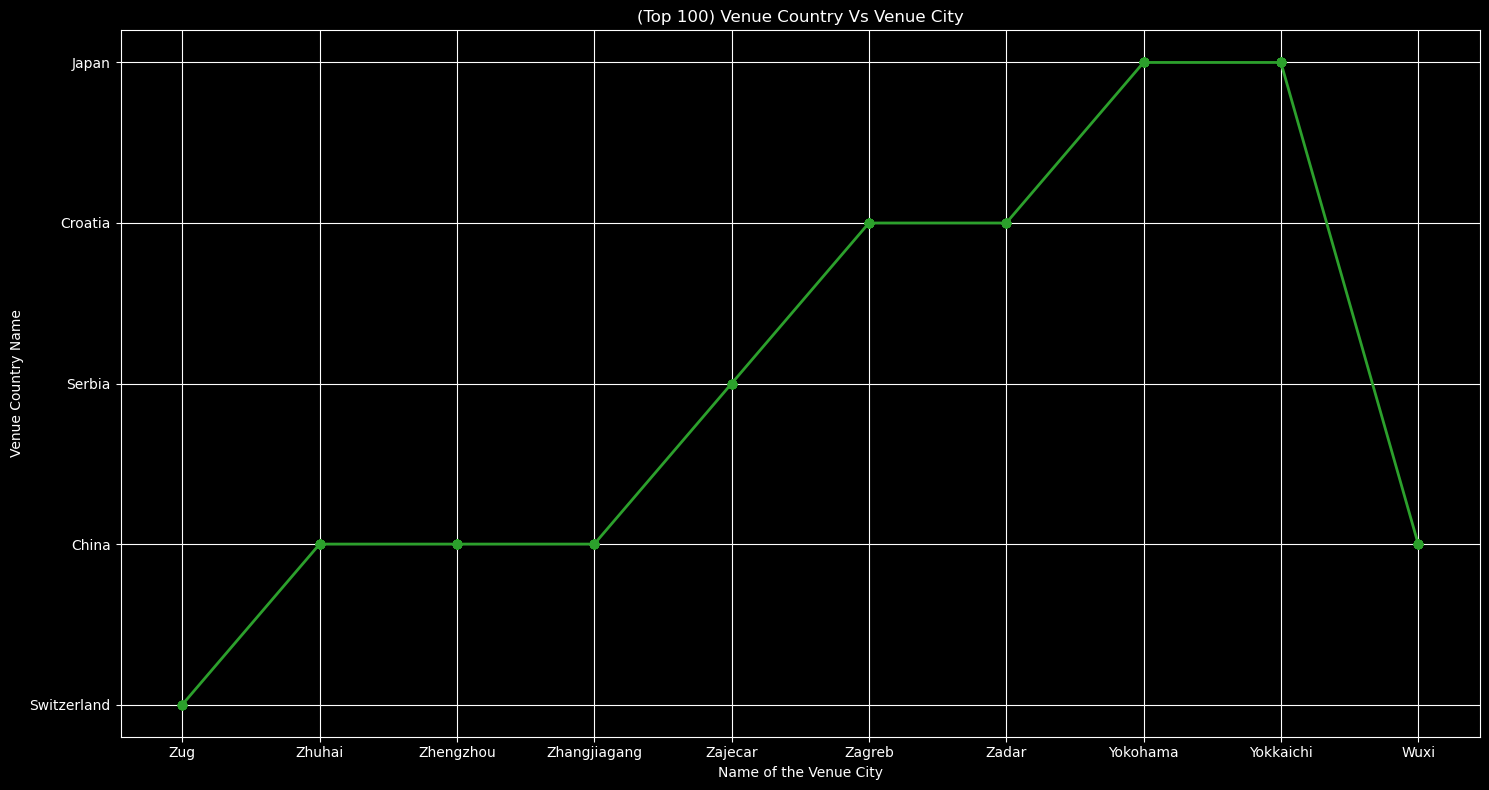 (Top 100) Venue Country Vs Venue City
Venue Country Name
Japan
Croatia
Serbia
China
Switzerland
Zug Zhuhai Zhengzhou Zhangjiagang Zajecar Zagreb Zadar Yokohama Yokkaichi Wuxi
Name of the Venue City